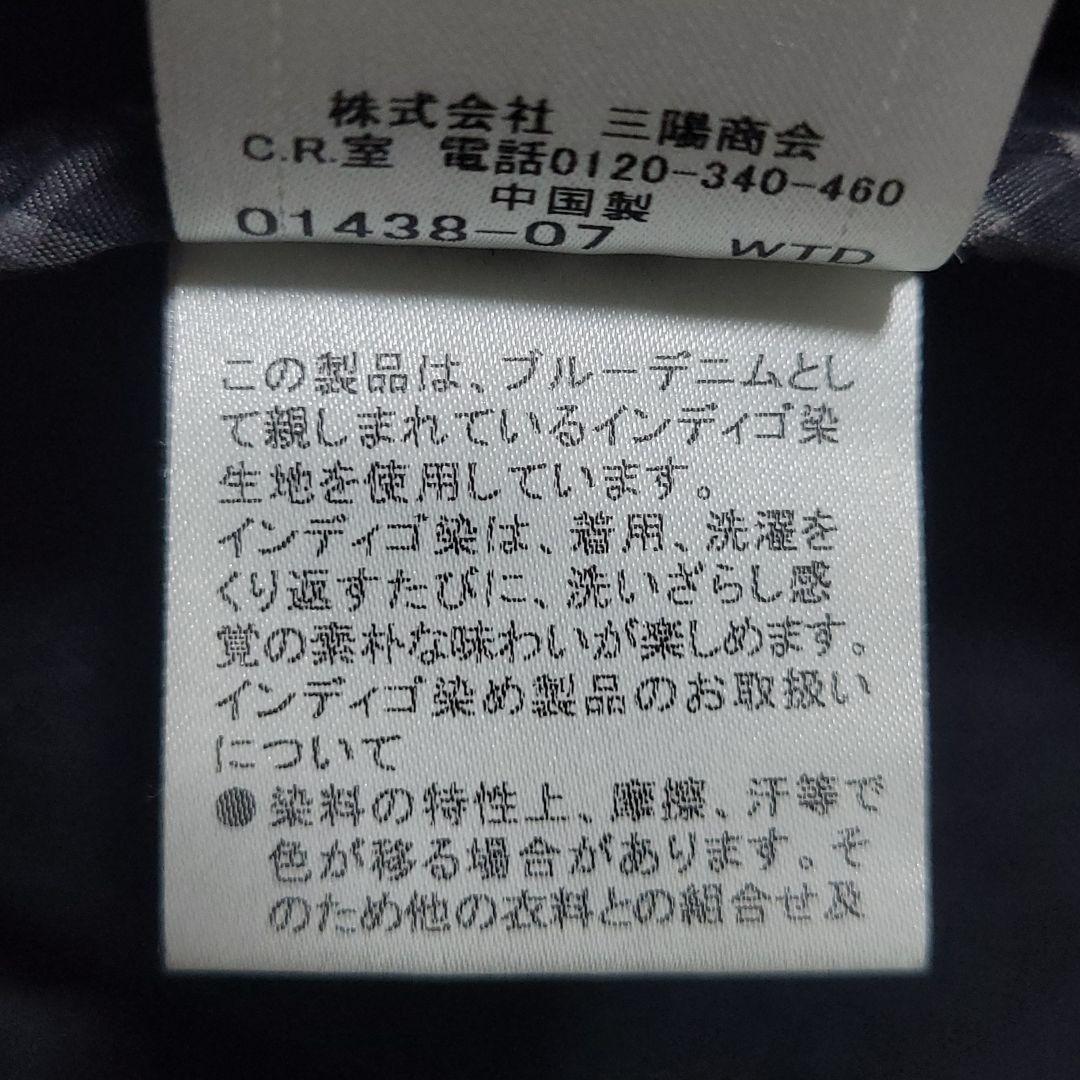 株式会社 三陽商会
C.R.室 電話0120-340-460
中国製
01438-07 WTD
この製品は、ブルーデニムとし
て親しまれているインディゴ染
生地を使用しています。
インディゴ染は、着用、洗濯を
くり返すたびに、洗いざらし感
覚の素朴な味わいが楽しめます。
インディゴ染め製品のお取扱い
について
●染料の特性上、摩擦、汗等で
色が移る場合があります。そ
のため他の衣料との組合せ及